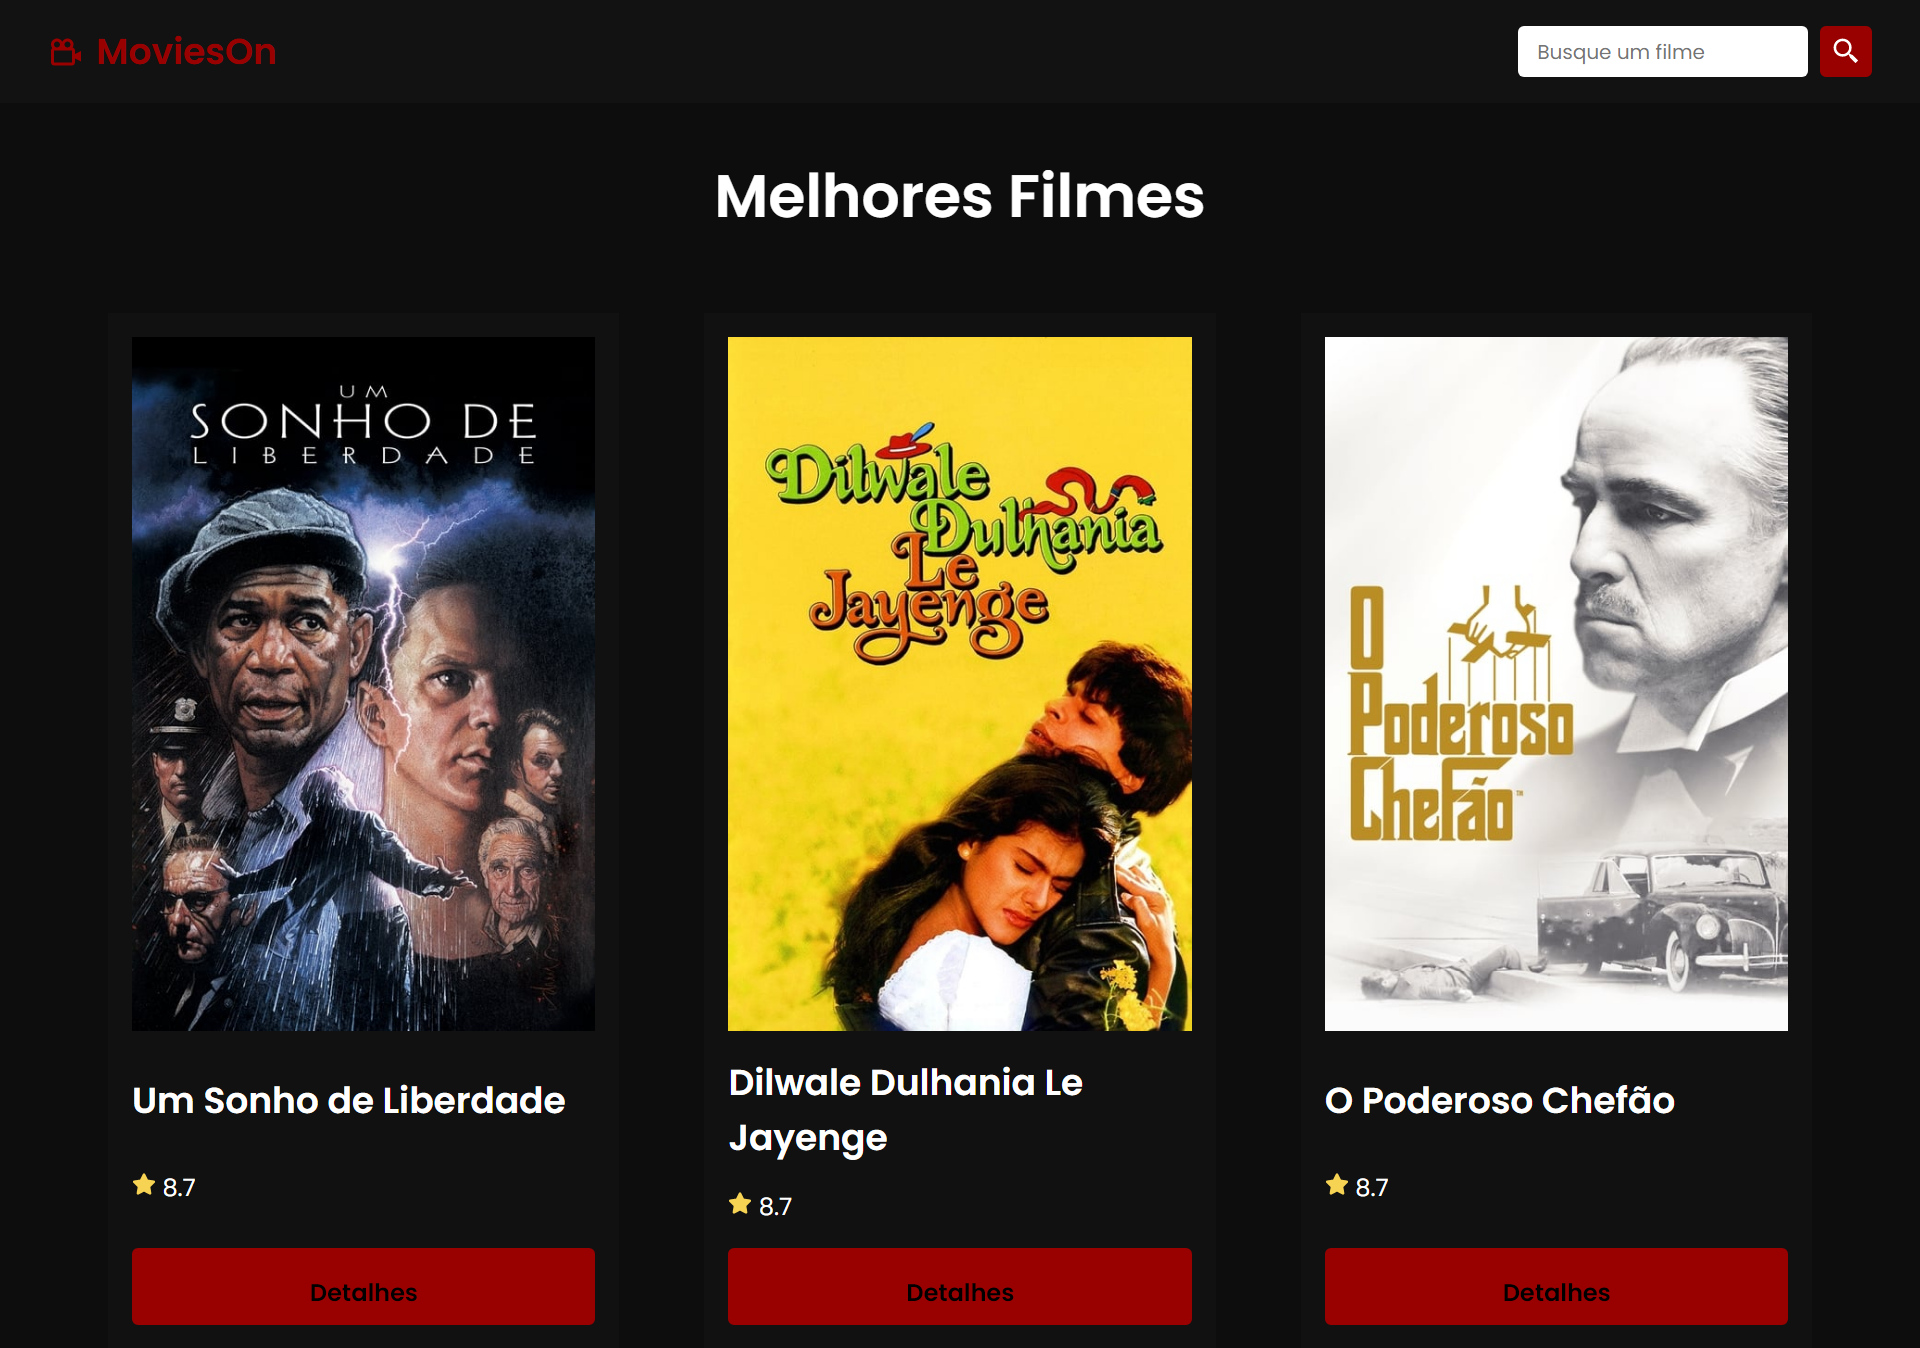 MoviesOn
Busque um filme
Melhores Filmes
UM
SONHO DE
LIBERDADE
Dilwale
Dulhania
Le
Jayenge
O
Poderoso
Chefão™
Um Sonho de Liberdade
8.7
Detalhes
Dilwale Dulhania Le
Jayenge
8.7
Detalhes
O Poderoso Chefão
8.7
Detalhes